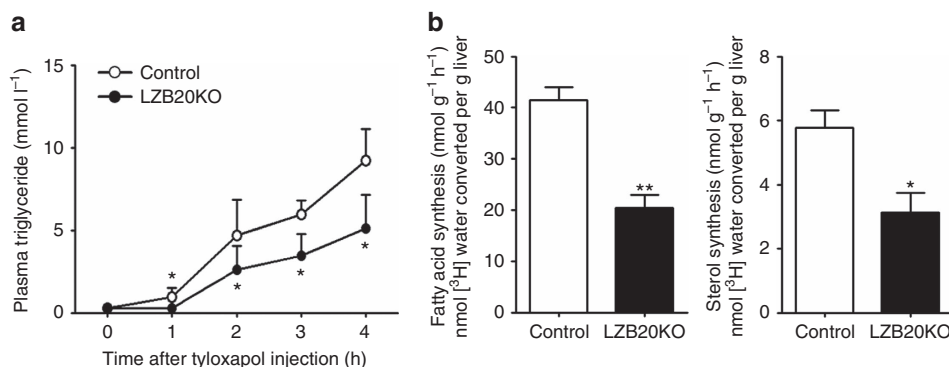 a
Plasma triglyceride (mmol l⁻¹)
15
10
5
0
Control
LZB20KO
*
*
*
*
0 1 2 3 4
Time after tyloxapol injection (h)
b
Fatty acid synthesis (nmol g⁻¹ h⁻¹)
nmol [³H] water converted per g liver
50
40
30
20
10
0
**
Control LZB20KO
Sterol synthesis (nmol g⁻¹ h⁻¹)
nmol [³H] water converted per g liver
8
6
4
2
0
*
Control LZB20KO